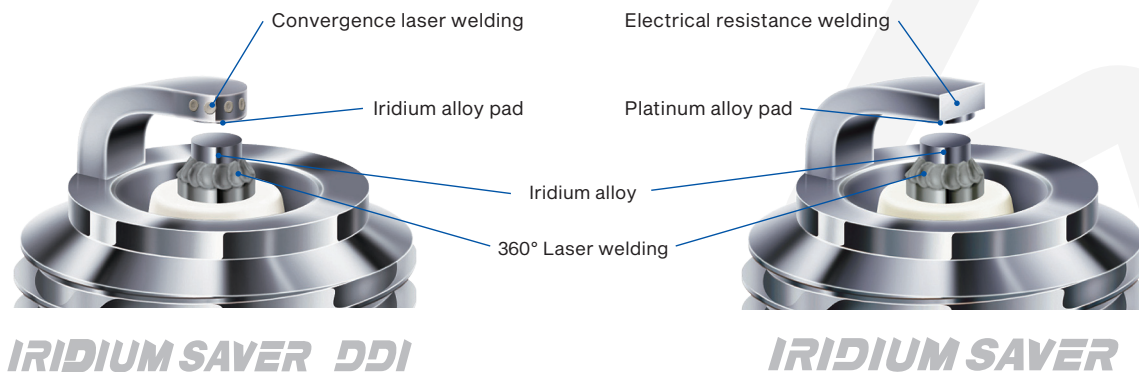 Convergence laser welding
Electrical resistance welding
Iridium alloy pad
Platinum alloy pad
Iridium alloy
360° Laser welding
IRIDIUM SAVER DDI
IRIDIUM SAVER